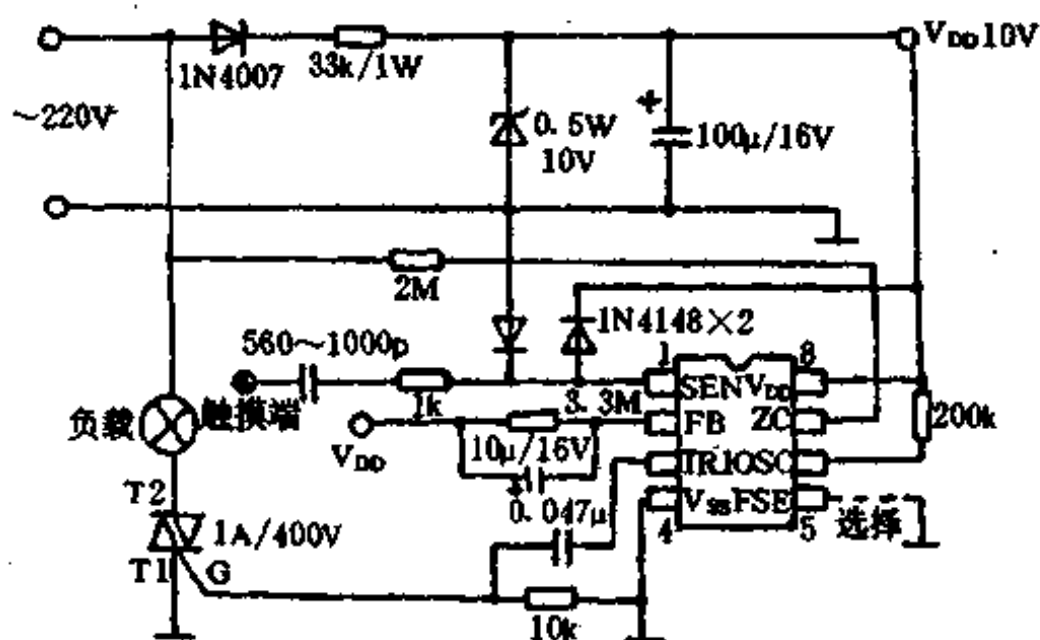 VDD 10V
1N4007
33k/1W
~220V
0.5W
10V
+
100μ/16V
2M
1N4148×2
560~1000p
1
8
SEN VDD
触摸端
1k
3.3M
负载
FB ZC
200k
VDD
10μ/16V
TRI OSC
T2
+
0.047μ
VSS FSE
选择
4
5
1A/400V
T1
G
10k